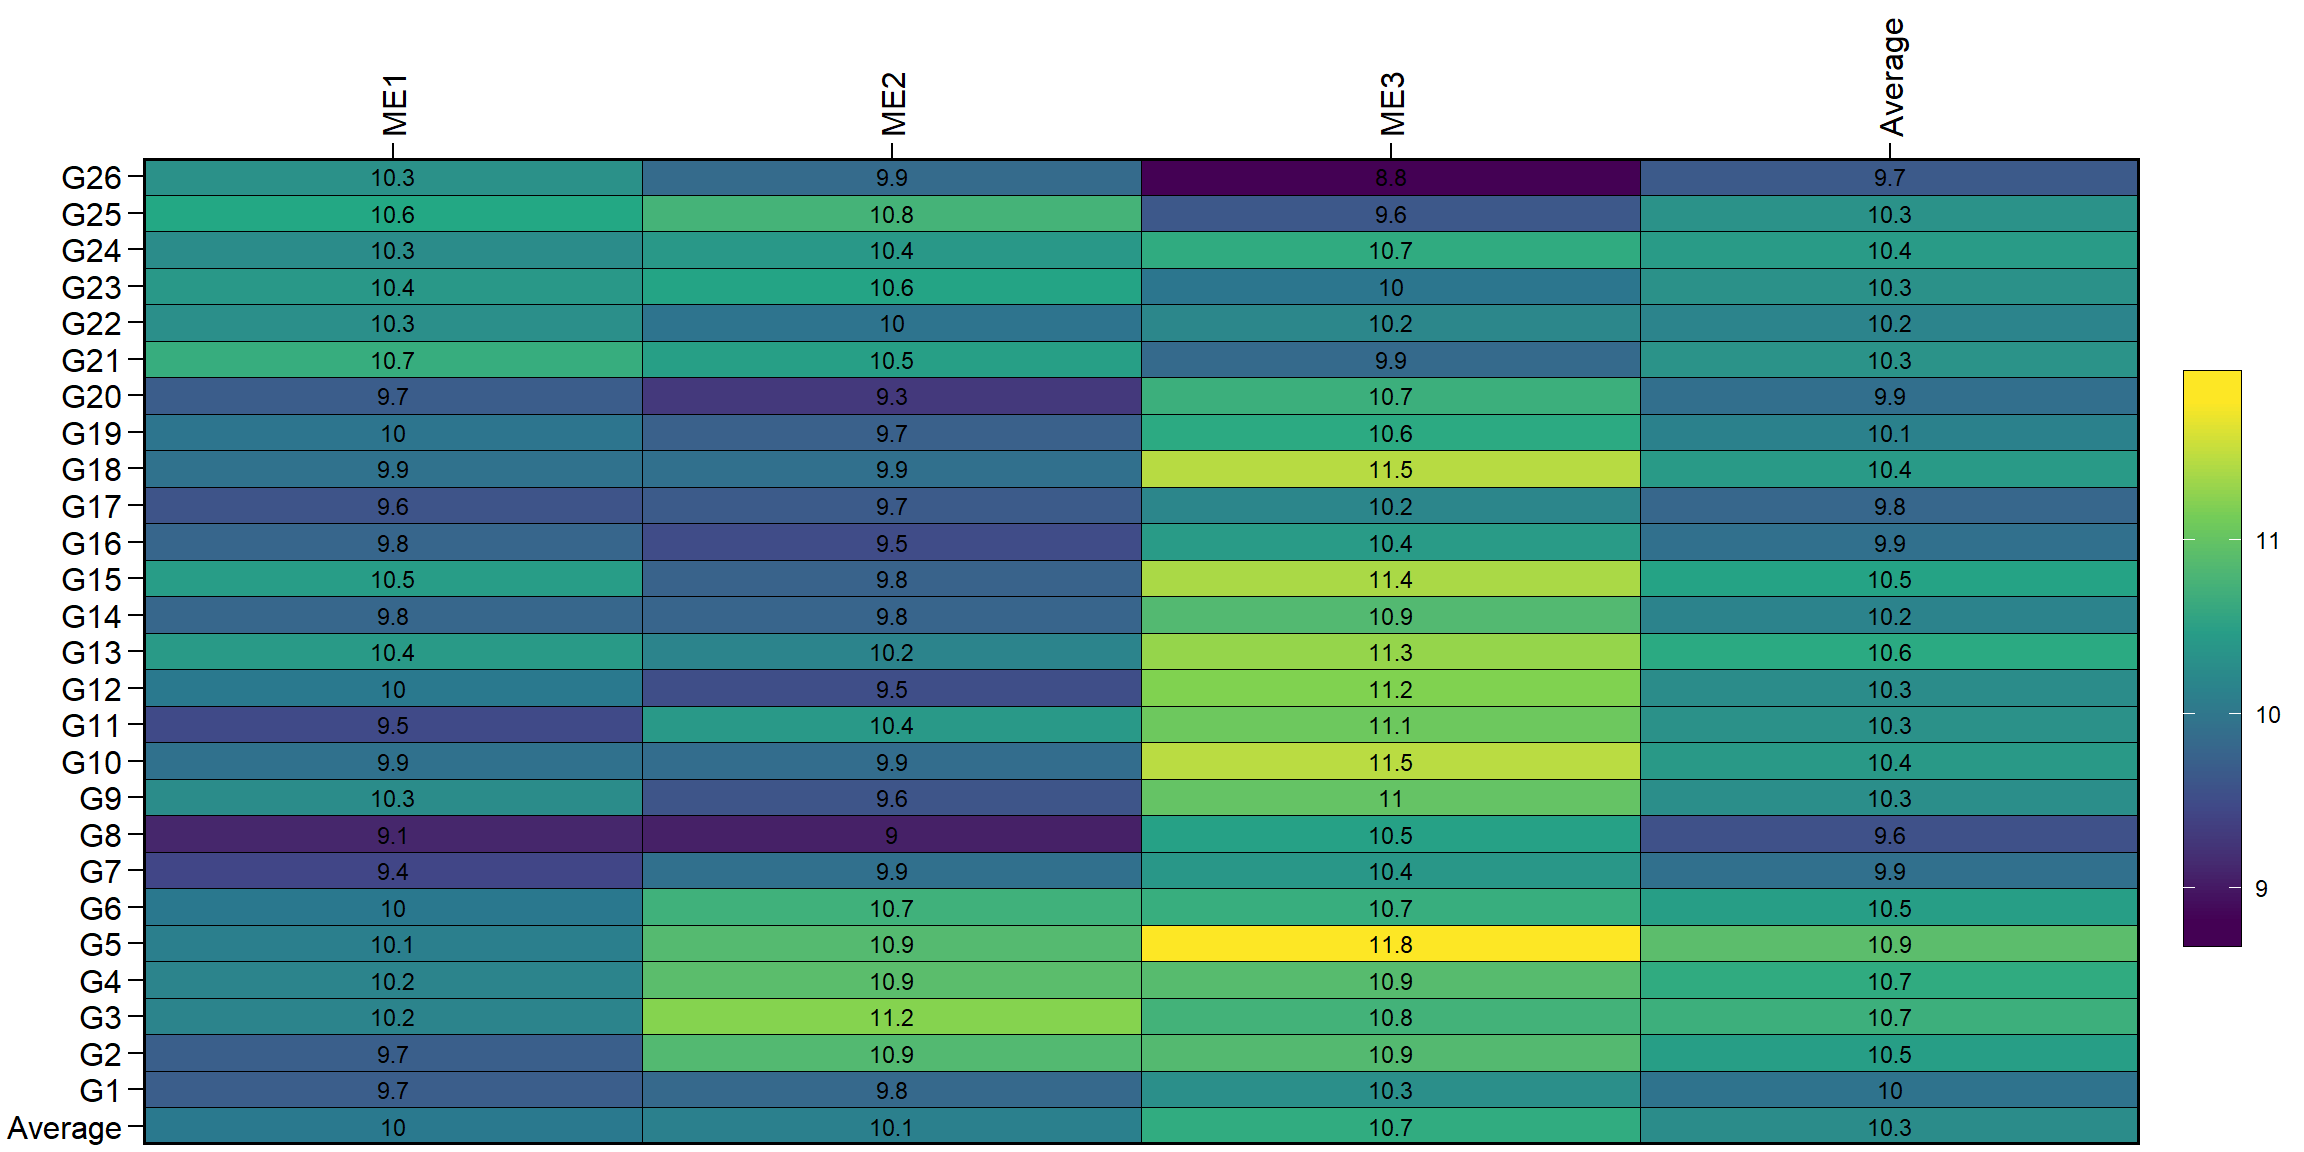 ME1 ME2 ME3 Average
G26 10.3 9.9 8.8 9.7
G25 10.6 10.8 9.6 10.3
G24 10.3 10.4 10.7 10.4
G23 10.4 10.6 10 10.3
G22 10.3 10 10.2 10.2
G21 10.7 10.5 9.9 10.3
G20 9.7 9.3 10.7 9.9
G19 10 9.7 10.6 10.1
G18 9.9 9.9 11.5 10.4
G17 9.6 9.7 10.2 9.8
G16 9.8 9.5 10.4 9.9
G15 10.5 9.8 11.4 10.5
G14 9.8 9.8 10.9 10.2
G13 10.4 10.2 11.3 10.6
G12 10 9.5 11.2 10.3
G11 9.5 10.4 11.1 10.3
G10 9.9 9.9 11.5 10.4
G9 10.3 9.6 11 10.3
G8 9.1 9 10.5 9.6
G7 9.4 9.9 10.4 9.9
G6 10 10.7 10.7 10.5
G5 10.1 10.9 11.8 10.9
G4 10.2 10.9 10.9 10.7
G3 10.2 11.2 10.8 10.7
G2 9.7 10.9 10.9 10.5
G1 9.7 9.8 10.3 10
Average 10 10.1 10.7 10.3
11
10
9